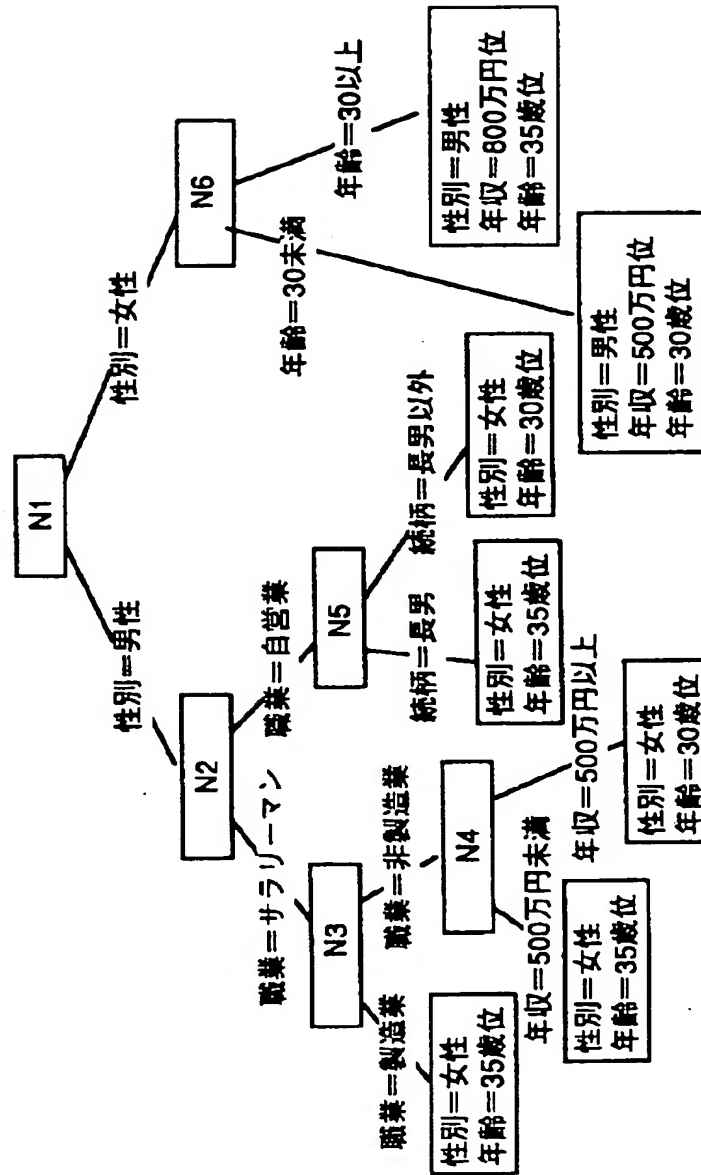 N1
性別=男性
性別=女性
N2
N6
職業=サラリーマン
職業=自営業
年齢=30未満
年齢=30以上
N3
N5
職業=製造業
職業=非製造業
続柄=長男
続柄=長男以外
性別=男性
年収=800万円位
年齢=35歳位
性別=女性
年齢=35歳位
N4
性別=女性
年齢=35歳位
性別=女性
年齢=30歳位
性別=男性
年収=500万円位
年齢=30歳位
年収=500万円未満
年収=500万円以上
性別=女性
年齢=35歳位
性別=女性
年齢=30歳位